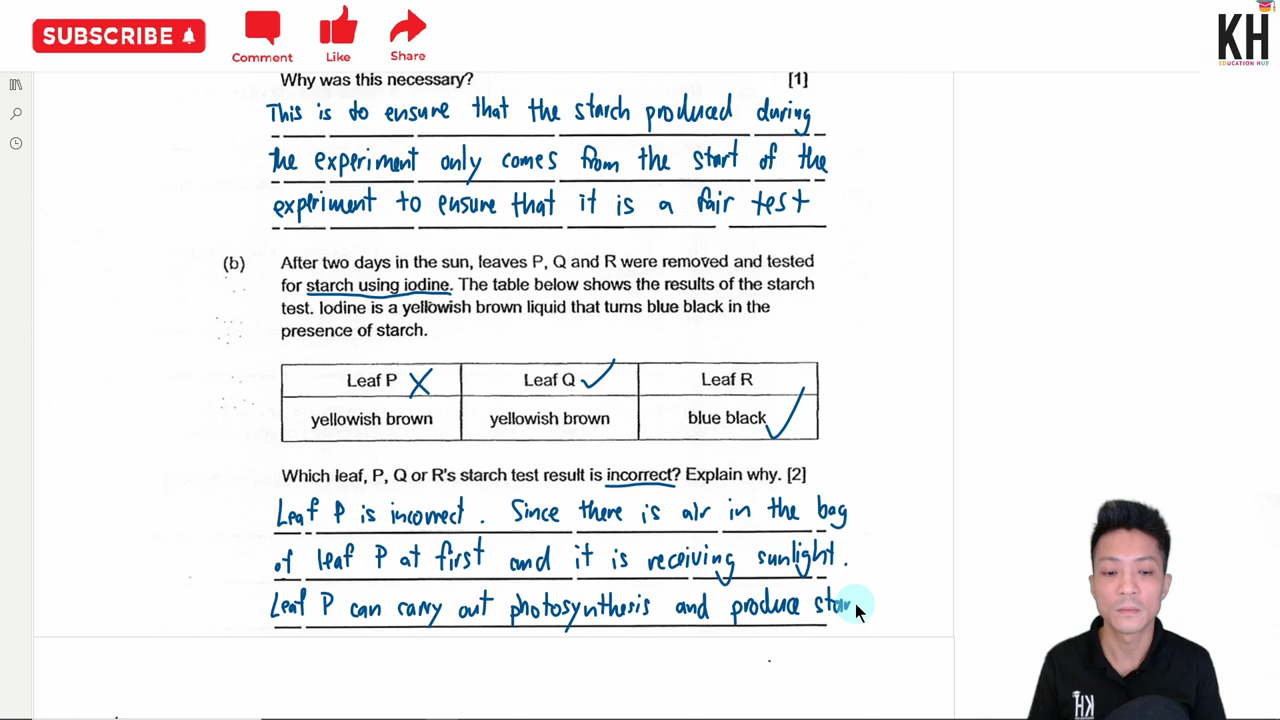 SUBSCRIBE
Comment
Like
Share
KH
EDUCATION HUB
Why was this necessary? [1]
This is to ensure that the starch produced during
the experiment only comes from the start of the
experiment to ensure that it is a fair test
(b) After two days in the sun, leaves P, Q and R were removed and tested
for starch using iodine. The table below shows the results of the starch
test. Iodine is a yellowish brown liquid that turns blue black in the
presence of starch.
Leaf P Leaf Q Leaf R
yellowish brown yellowish brown blue black
Which leaf, P, Q or R's starch test result is incorrect? Explain why. [2]
Leaf P is incorrect. Since there is air in the bag
of leaf P at first and it is receiving sunlight.
Leaf P can carry out photosynthesis and produce star
KH